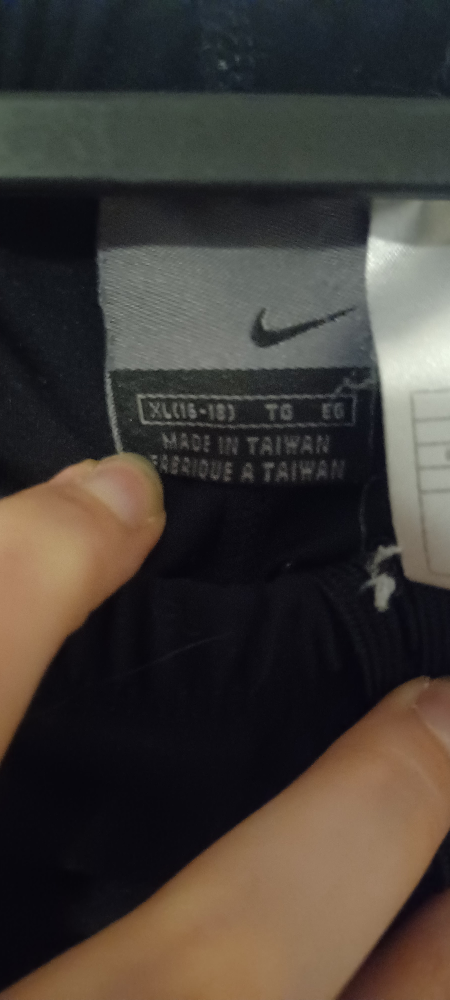 XL(16-18) TG EG
MADE IN TAIWAN
FABRIQUE A TAIWAN